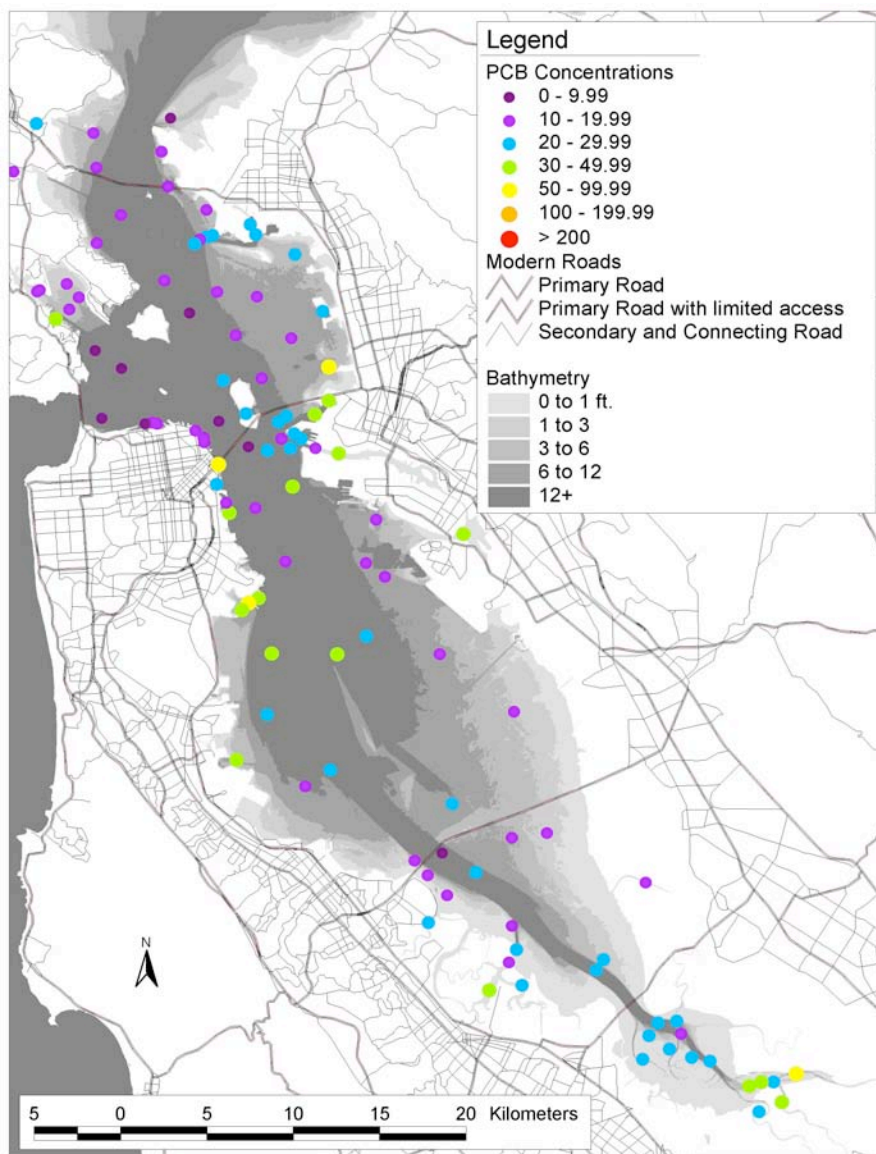 Legend
PCB Concentrations
0 - 9.99
10 - 19.99
20 - 29.99
30 - 49.99
50 - 99.99
100 - 199.99
> 200
Modern Roads
Primary Road
Primary Road with limited access
Secondary and Connecting Road
Bathymetry
0 to 1 ft.
1 to 3
3 to 6
6 to 12
12+
N
5 0 5 10 15 20 Kilometers